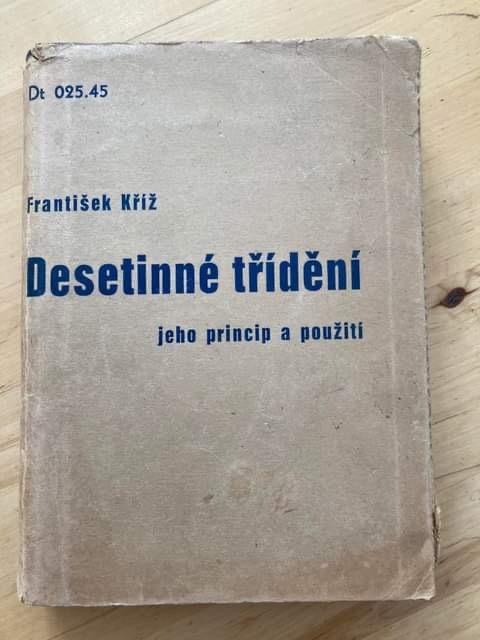 Dt 025.45
František Kříž
Desetinné třídění
jeho princip a použití